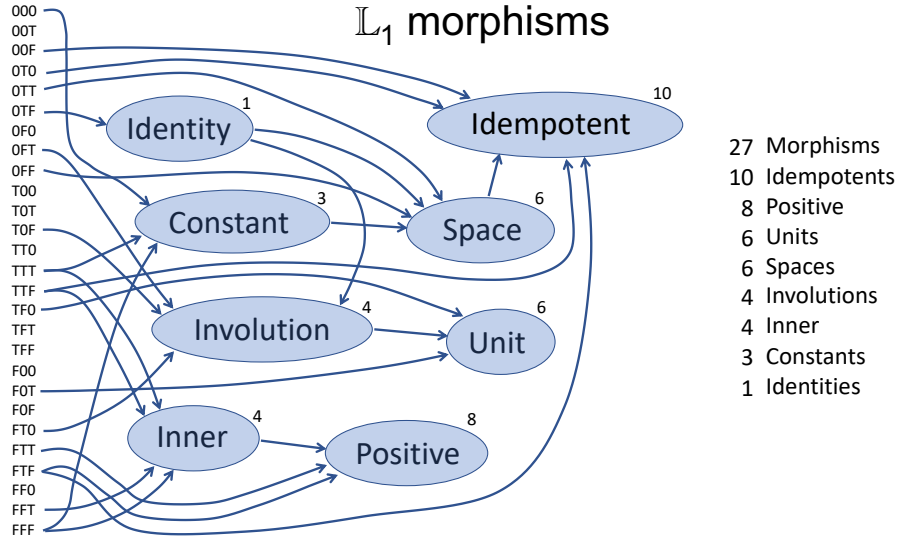 𝕃₁ morphisms
000
00T
00F
0T0
0TT
0TF
0F0
0FT
0FF
T00
T0T
T0F
TT0
TTT
TTF
TF0
TFT
TFF
F00
F0T
F0F
FT0
FTT
FTF
FF0
FFT
FFF
Identity 1
Idempotent 10
Constant 3
Space 6
Involution 4
Unit 6
Inner 4
Positive 8
27 Morphisms
10 Idempotents
8 Positive
6 Units
6 Spaces
4 Involutions
4 Inner
3 Constants
1 Identities